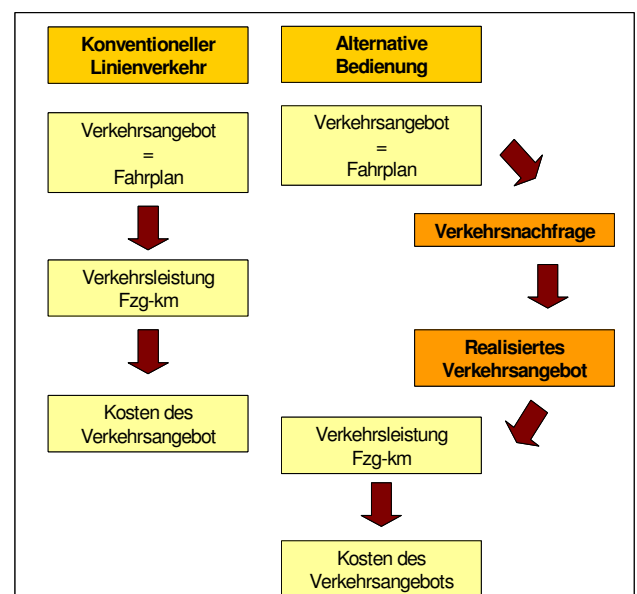 Konventioneller
Linienverkehr
Verkehrsangebot
=
Fahrplan
Verkehrsleistung
Fzg-km
Kosten des
Verkehrsangebot
Alternative
Bedienung
Verkehrsangebot
=
Fahrplan
Verkehrsnachfrage
Realisiertes
Verkehrsangebot
Verkehrsleistung
Fzg-km
Kosten des
Verkehrsangebots